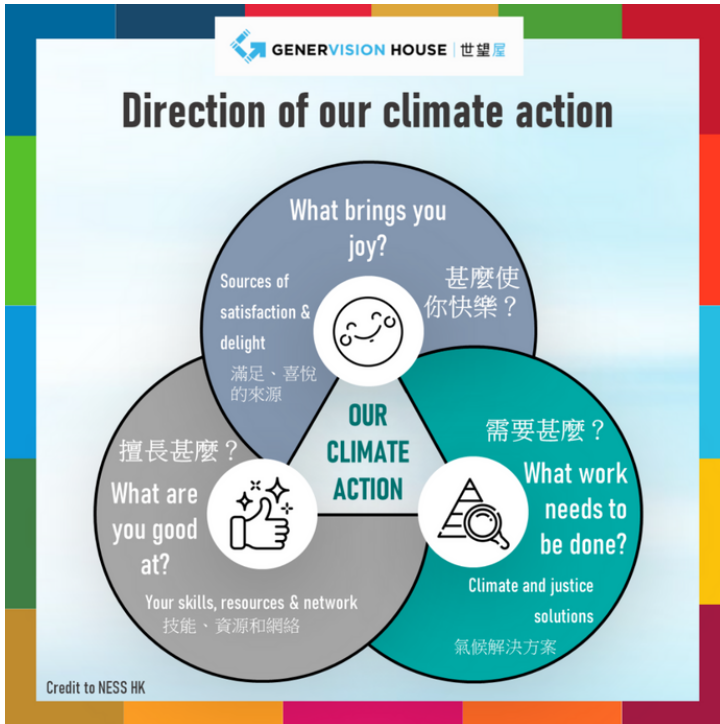 GENERVISION HOUSE | 世望屋
Direction of our climate action
What brings you
joy?
Sources of
satisfaction &
delight
滿足、喜悅
的來源
甚麼使
你快樂？
OUR
CLIMATE
ACTION
擅長甚麼？
What are
you good
at?
Your skills, resources & network
技能、資源和網絡
需要甚麼？
What work
needs to
be done?
Climate and justice
solutions
氣候解決方案
Credit to NESS HK